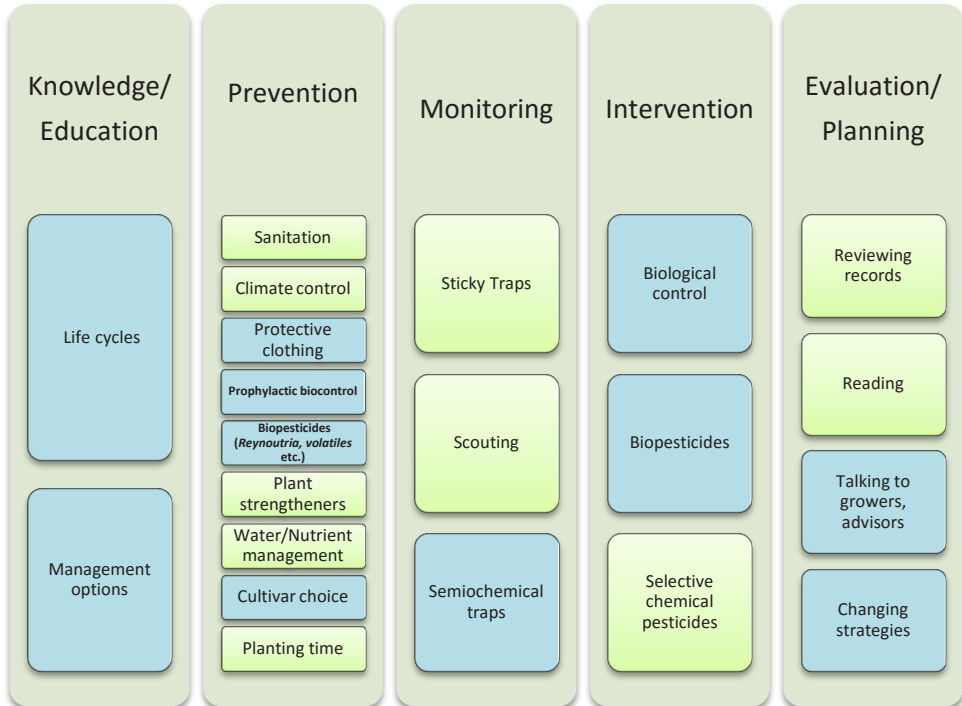 Knowledge/
Education
Life cycles
Management
options
Prevention
Sanitation
Climate control
Protective
clothing
Prophylactic biocontrol
Biopesticides
(Reynoutria, volatiles
etc.)
Plant
strengtheners
Water/Nutrient
management
Cultivar choice
Planting time
Monitoring
Sticky Traps
Scouting
Semiochemical
traps
Intervention
Biological
control
Biopesticides
Selective
chemical
pesticides
Evaluation/
Planning
Reviewing
records
Reading
Talking to
growers,
advisors
Changing
strategies